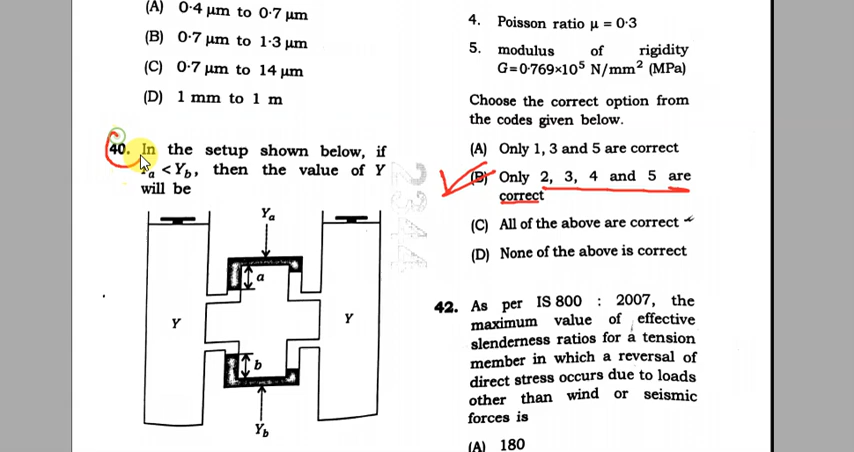 (A) 0·4 µm to 0·7 µm
(B) 0·7 µm to 1·3 µm
(C) 0·7 µm to 14 µm
(D) 1 mm to 1 m
40. In the setup shown below, if
Yₐ < Y_b, then the value of Y
will be
Yₐ
a
Y
Y
b
Y_b
2344
4. Poisson ratio µ = 0·3
5. modulus of rigidity
G=0·769×10⁵ N/mm² (MPa)
Choose the correct option from
the codes given below.
(A) Only 1, 3 and 5 are correct
(B) Only 2, 3, 4 and 5 are
correct
(C) All of the above are correct
(D) None of the above is correct
42. As per IS 800 : 2007, the
maximum value of effective
slenderness ratios for a tension
member in which a reversal of
direct stress occurs due to loads
other than wind or seismic
forces is
(A) 180